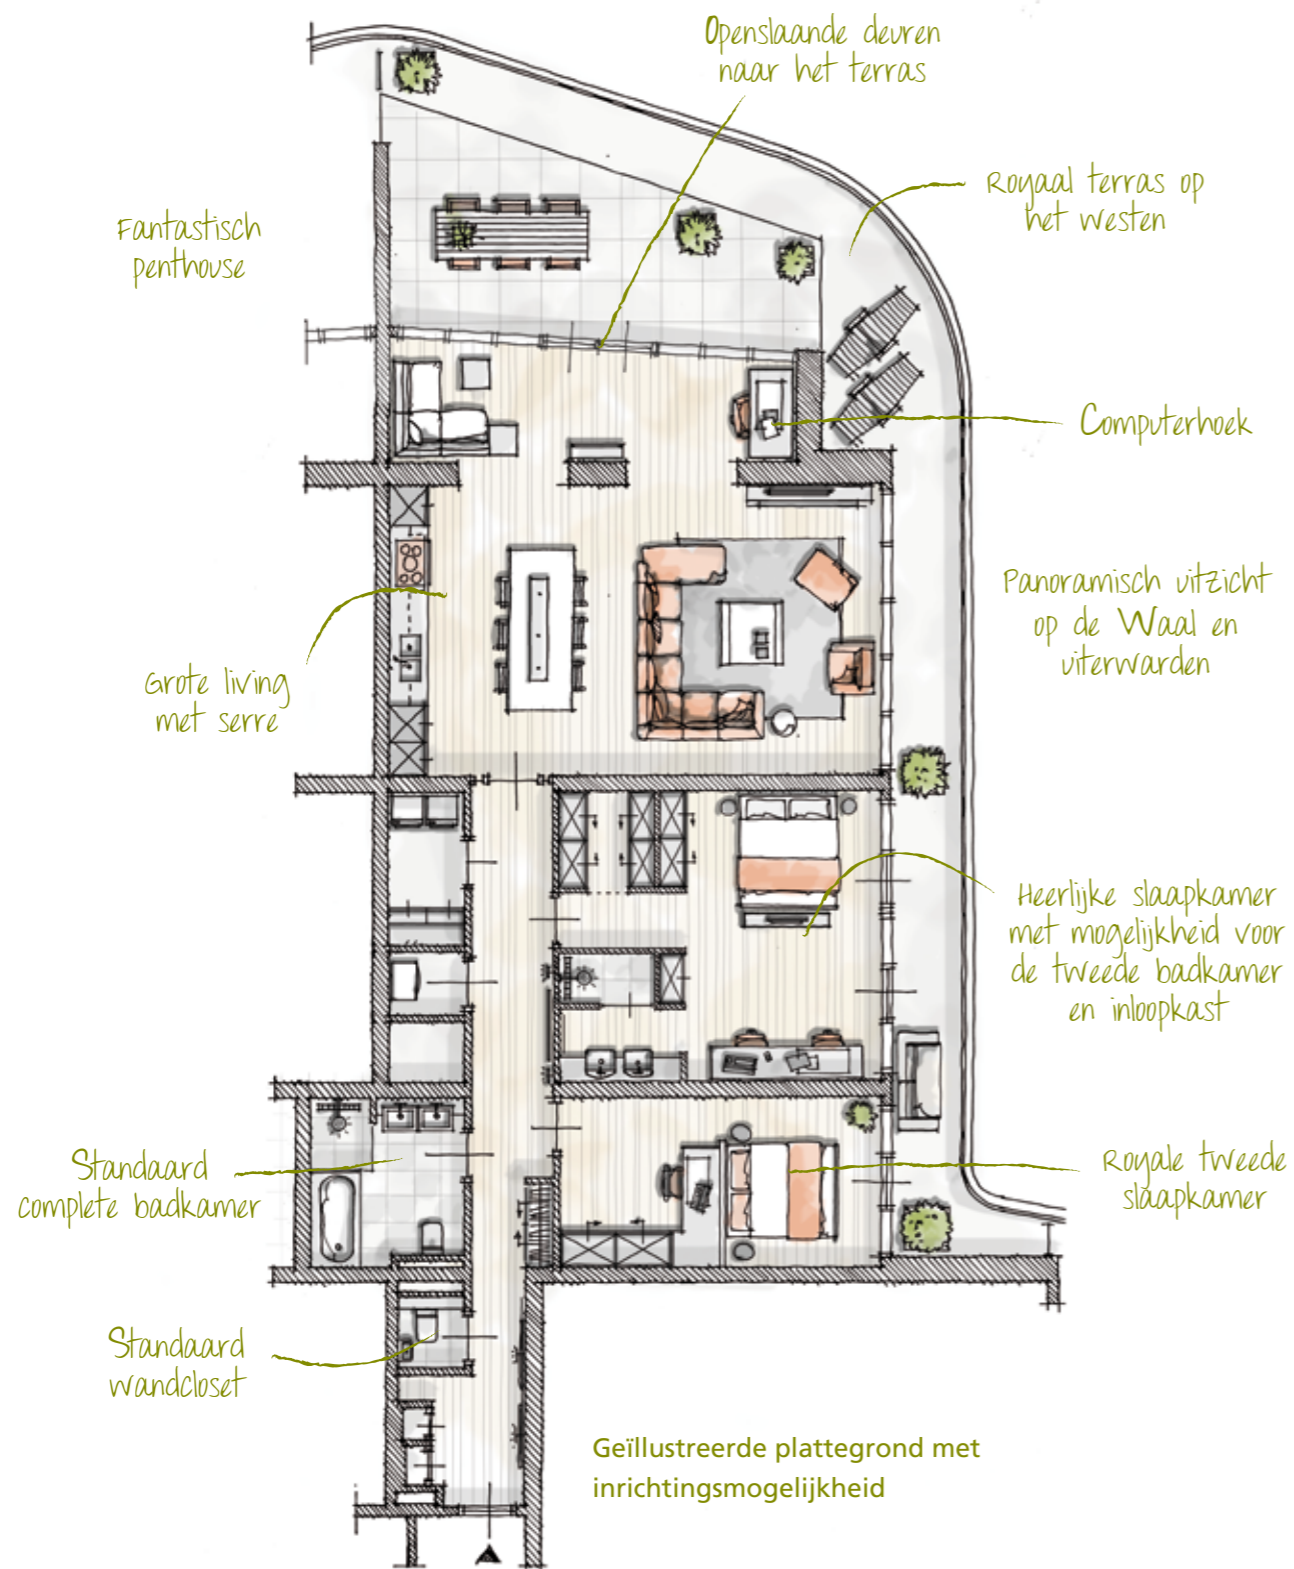 Openslaande deuren
naar het terras
Royaal terras op
het westen
Fantastisch
penthouse
Computerhoek
Panoramisch uitzicht
op de Waal en
uiterwarden
Grote living
met serre
Heerlijke slaapkamer
met mogelijkheid voor
de tweede badkamer
en inloopkast
Standaard
complete badkamer
Royale tweede
slaapkamer
Standaard
wandcloset
Geïllustreerde plattegrond met
inrichtingsmogelijkheid